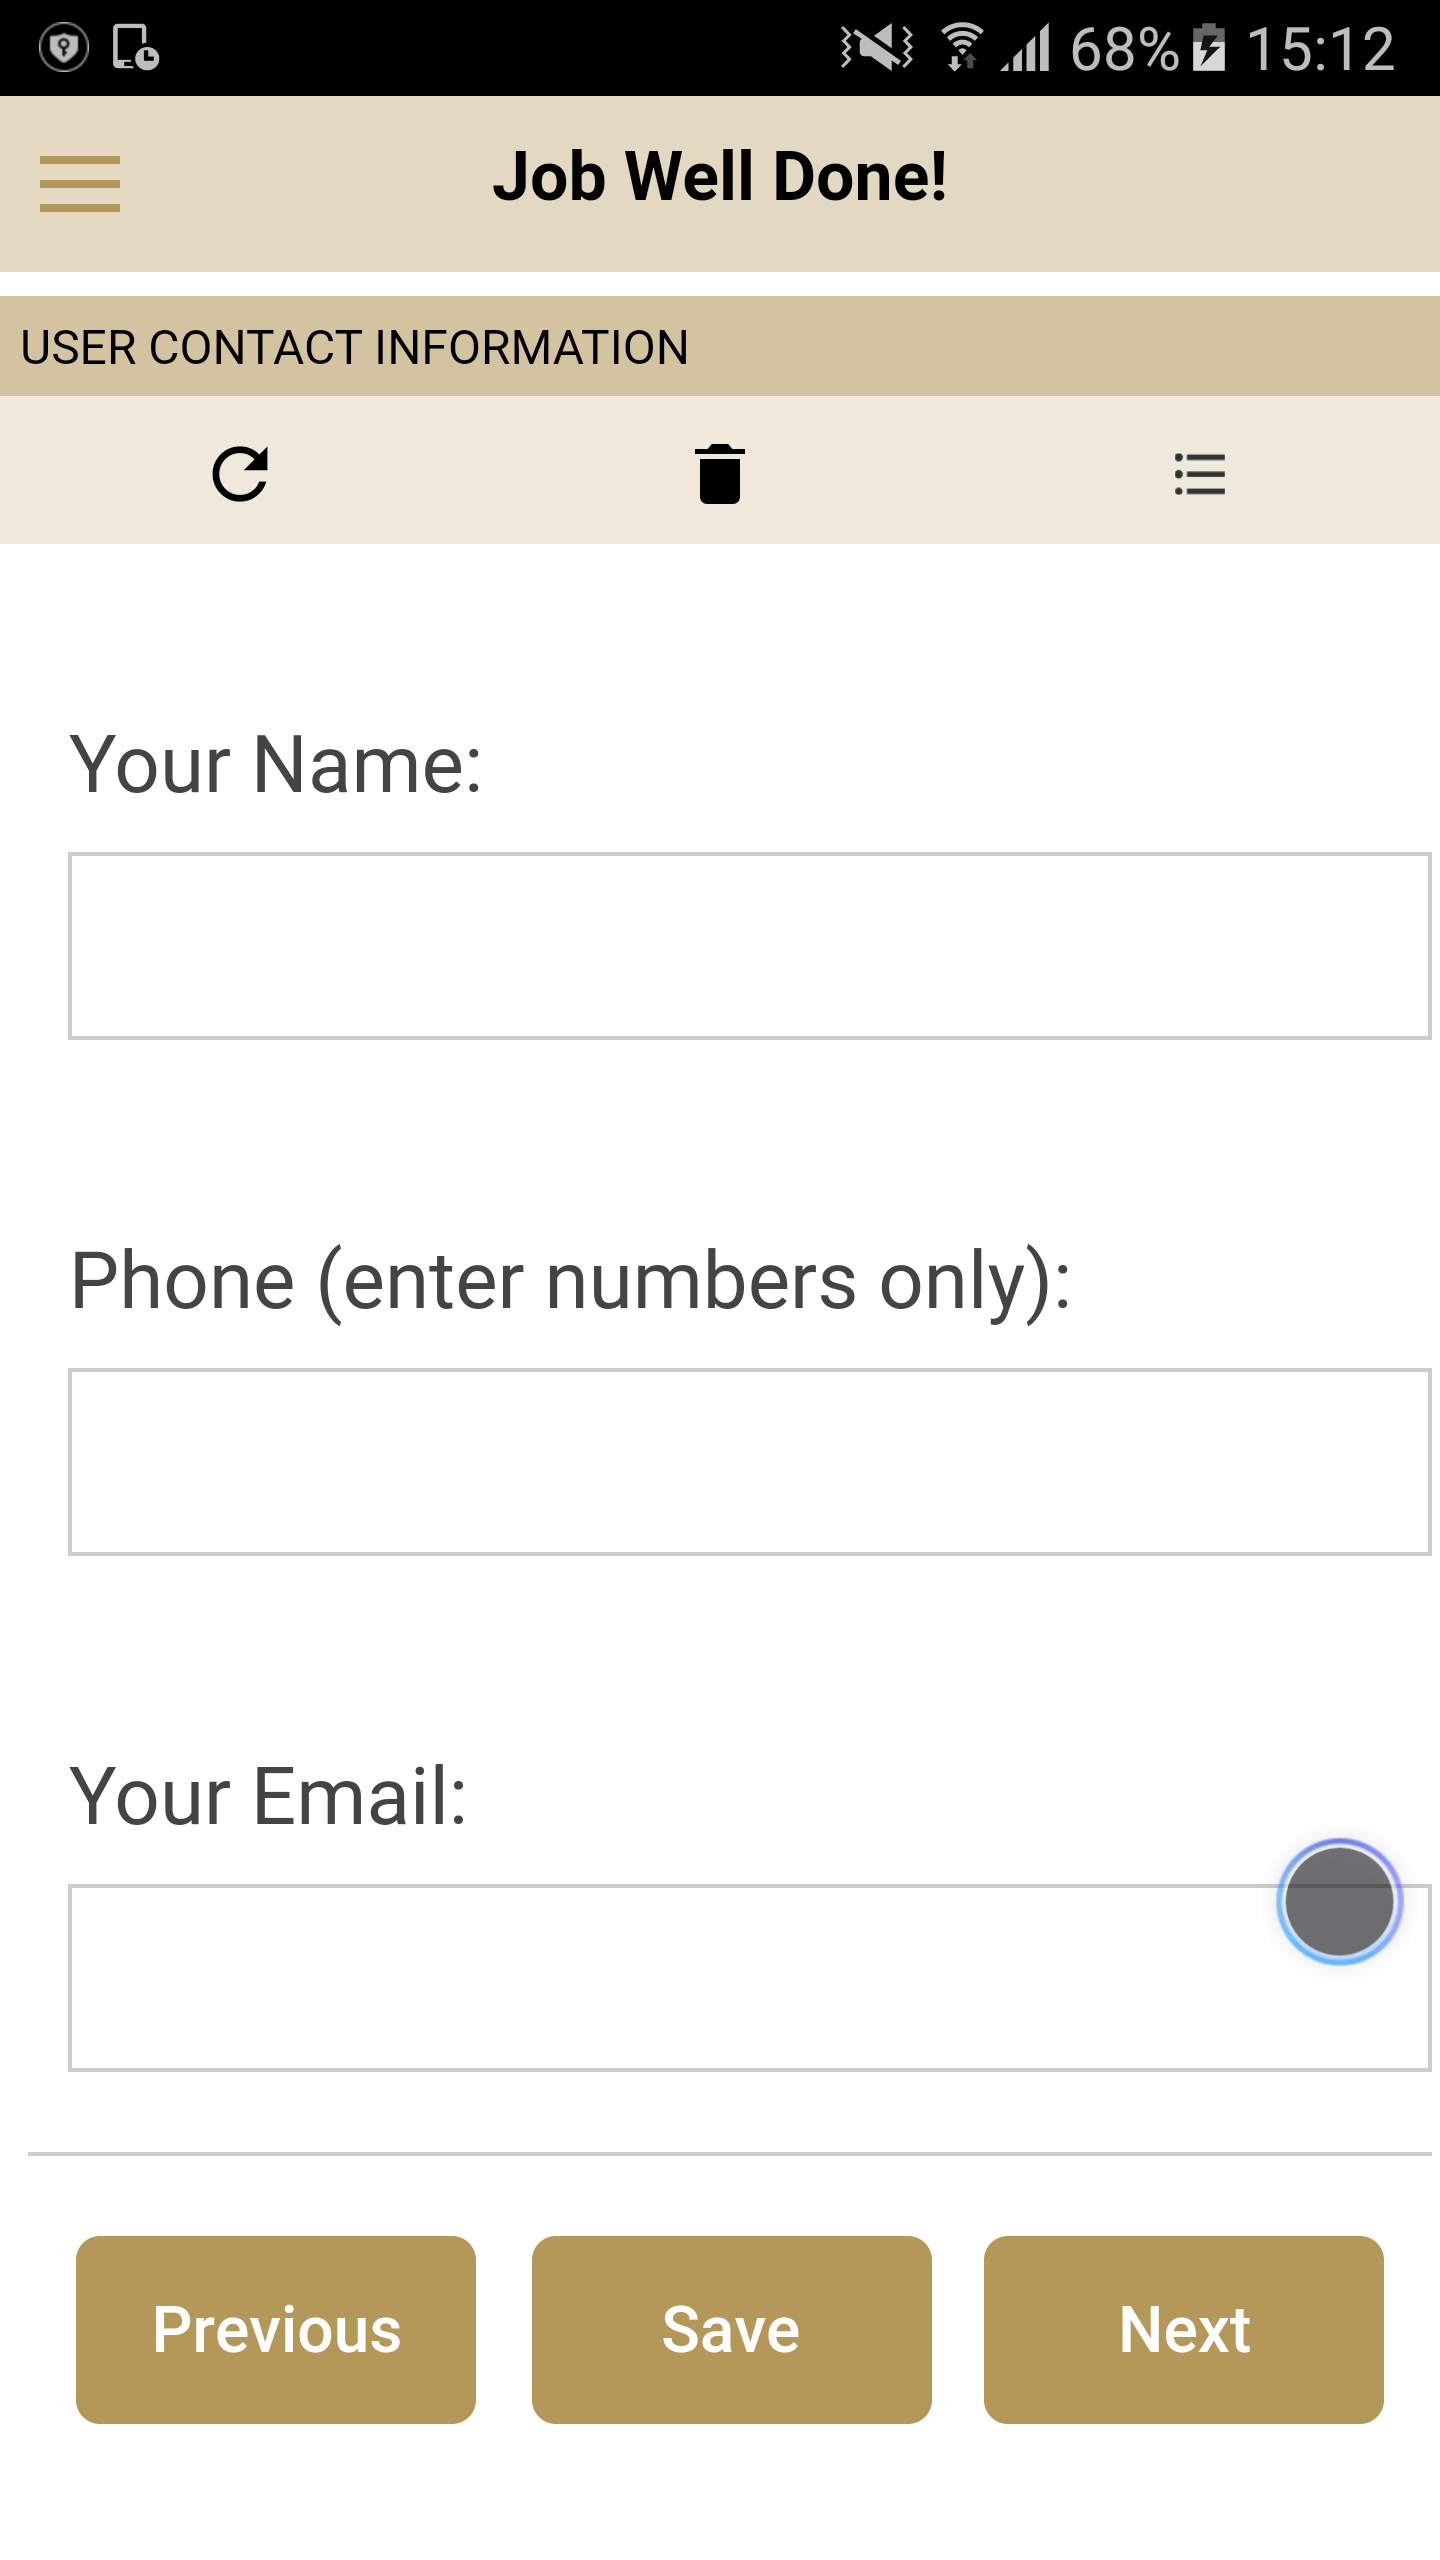 68% 15:12
Job Well Done!
USER CONTACT INFORMATION
Your Name:
Phone (enter numbers only):
Your Email:
Previous Save Next